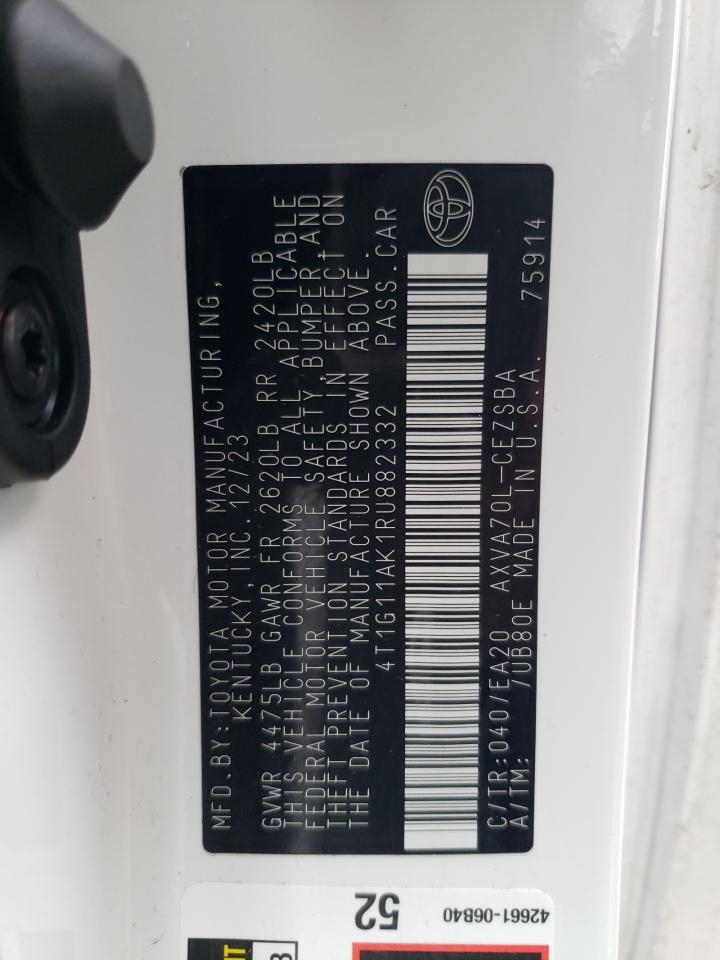 MFD.BY:TOYOTA MOTOR MANUFACTURING,
KENTUCKY, INC. 12/23
GVWR 4475LB GAWR FR 2620LB RR 2420LB
THIS VEHICLE CONFORMS TO ALL APPLICABLE
FEDERAL MOTOR VEHICLE SAFETY, BUMPER, AND
THEFT PREVENTION STANDARDS IN EFFECT ON
THE DATE OF MANUFACTURE SHOWN ABOVE.
4T1G11AK1RU882332 PASS.CAR
C/TR:040/EA20 AXVA70L-CEZSBA
A/TM: /UB80E MADE IN U.S.A. 75914
52
42661-06B40